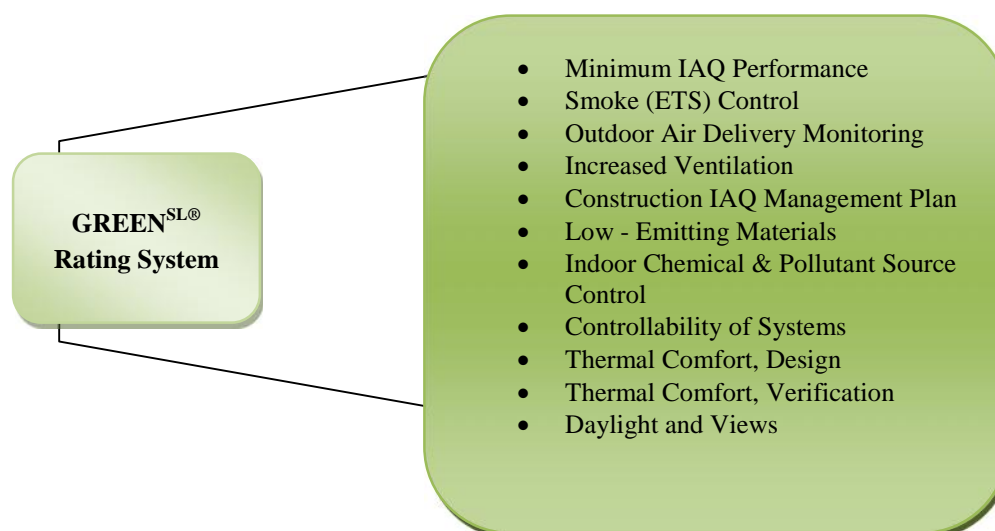 GREENSL®
Rating System
• Minimum IAQ Performance
• Smoke (ETS) Control
• Outdoor Air Delivery Monitoring
• Increased Ventilation
• Construction IAQ Management Plan
• Low - Emitting Materials
• Indoor Chemical & Pollutant Source
Control
• Controllability of Systems
• Thermal Comfort, Design
• Thermal Comfort, Verification
• Daylight and Views